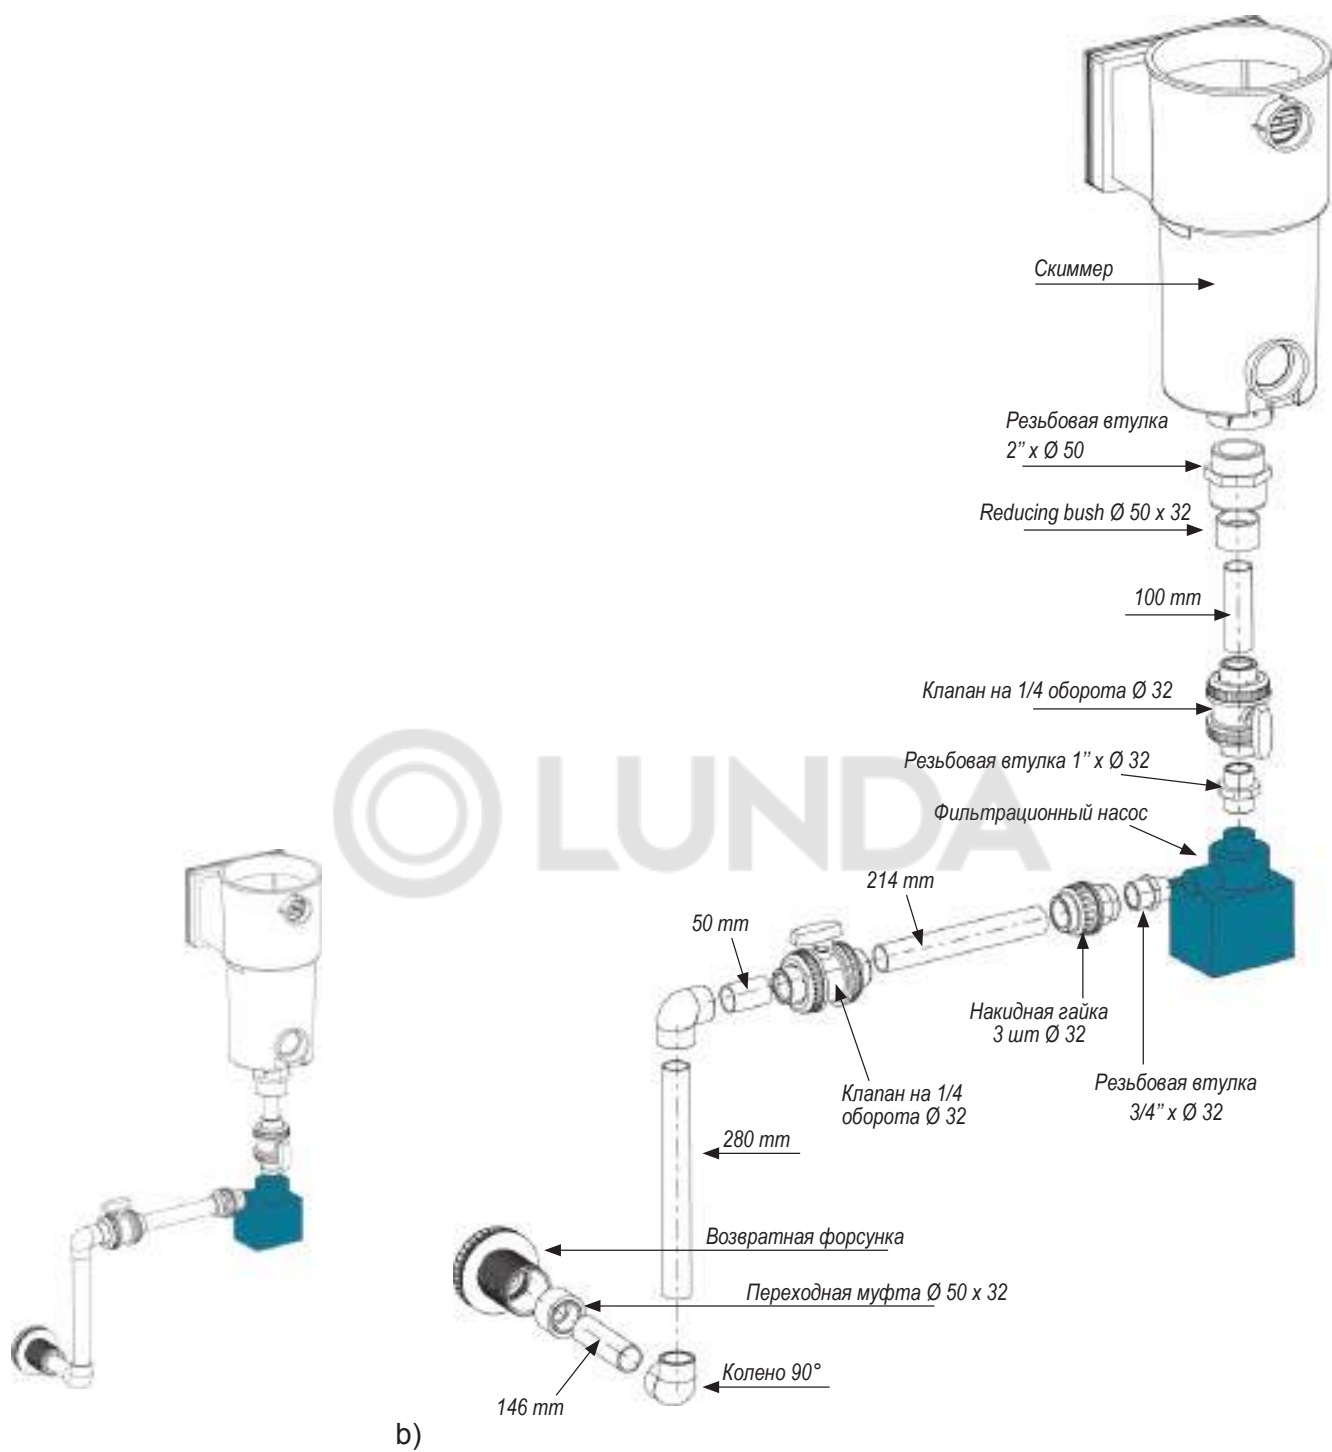 Скиммер
Резьбовая втулка
2” x Ø 50
Reducing bush Ø 50 x 32
100 mm
Клапан на 1/4 оборота Ø 32
Резьбовая втулка 1” x Ø 32
Фильтрационный насос
LUNDA
214 mm
50 mm
Накидная гайка
3 шт Ø 32
Резьбовая втулка
3/4” x Ø 32
Клапан на 1/4
оборота Ø 32
280 mm
Возвратная форсунка
Переходная муфта Ø 50 x 32
Колено 90°
146 mm
b)